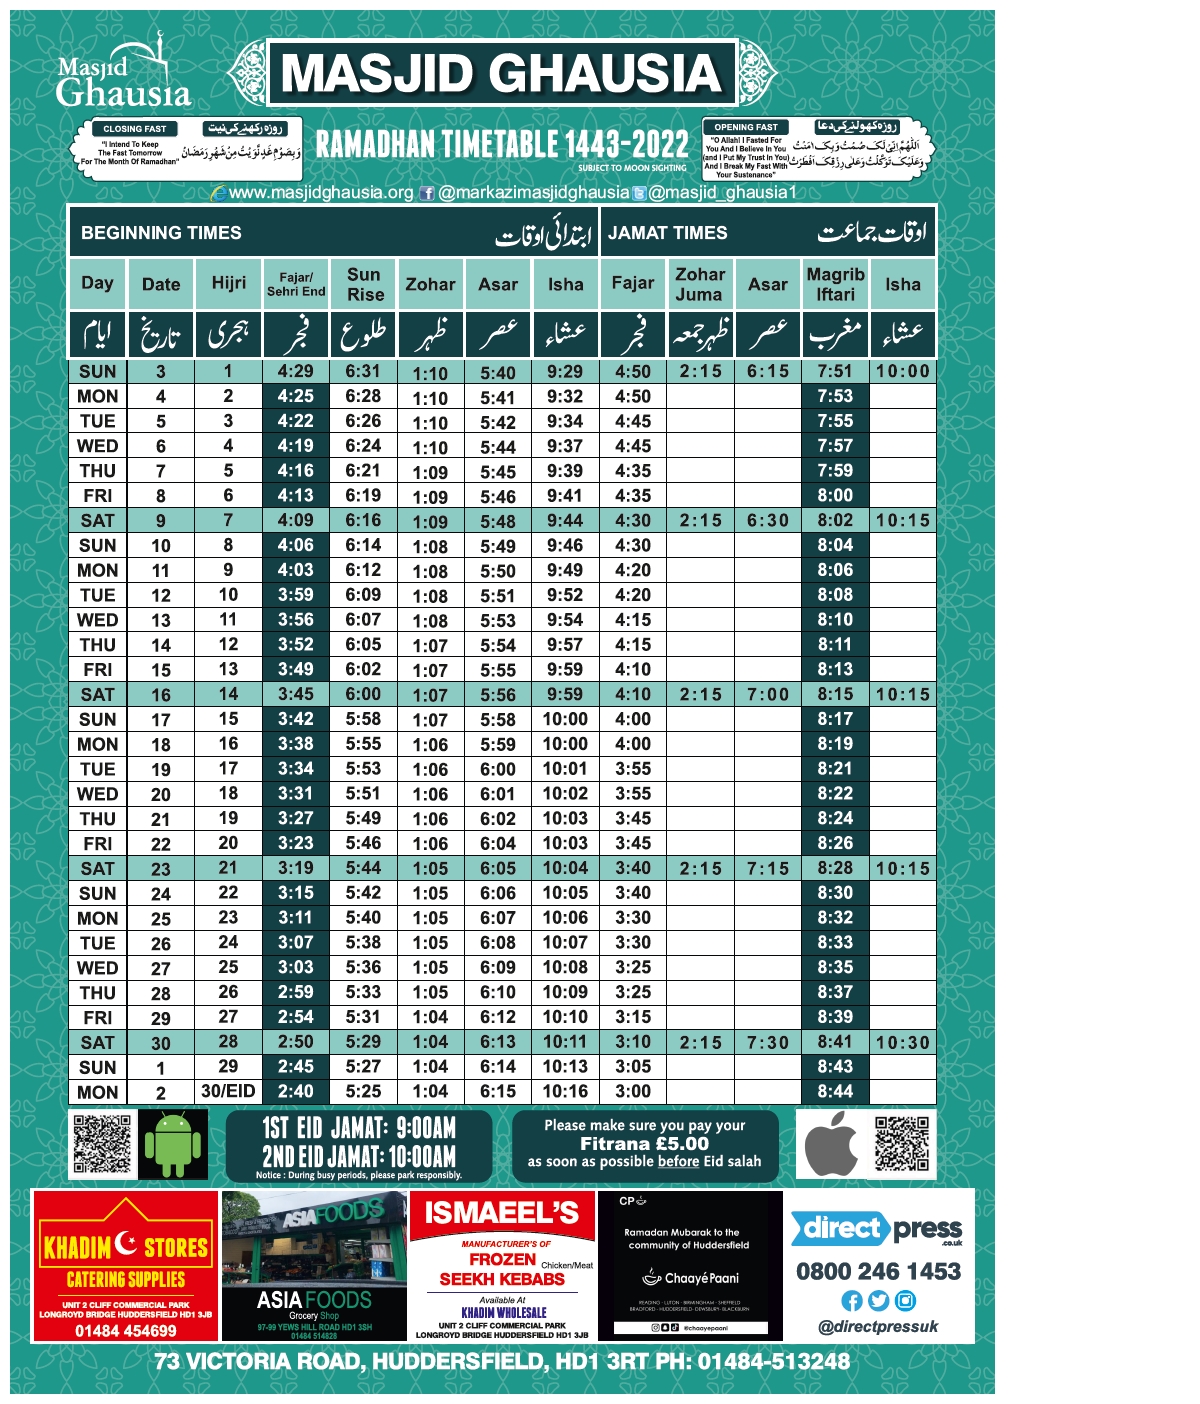 Masjid
Ghausia
MASJID GHAUSIA
CLOSING FAST
روزہ رکھنے کی نیت
"I Intend To Keep
The Fast Tomorrow
For The Month Of Ramadhan"
وَبِصَوْمِ غَدٍ نَّوَيْتُ مِنْ شَهْرِ رَمَضَانَ
RAMADHAN TIMETABLE 1443-2022
SUBJECT TO MOON SIGHTING
OPENING FAST
روزہ کھولنے کی دعا
"O Allah! I Fasted For
You And I Believe In You
(and I Put My Trust In You)
And I Break My Fast With
Your Sustenance"
اَللّٰهُمَّ اِنِّى لَکَ صُمْتُ وَبِکَ اٰمَنْتُ
وَعَلَيْکَ تَوَکَّلْتُ وَعَلٰى رِزْقِکَ اَفْطَرْتُ
www.masjidghausia.org @markazimasjidghausia @masjid_ghausia1
BEGINNING TIMES ابتدائی اوقات JAMAT TIMES اوقات جماعت
Day Date Hijri Fajar/ Sehri End Sun Rise Zohar Asar Isha Fajar Zohar Juma Asar Magrib Iftari Isha
ایام تاریخ ہجری فجر طلوع ظہر عصر عشاء فجر ظہرجمعہ عصر مغرب عشاء
SUN 3 1 4:29 6:31 1:10 5:40 9:29 4:50 2:15 6:15 7:51 10:00
MON 4 2 4:25 6:28 1:10 5:41 9:32 4:50 7:53
TUE 5 3 4:22 6:26 1:10 5:42 9:34 4:45 7:55
WED 6 4 4:19 6:24 1:10 5:44 9:37 4:45 7:57
THU 7 5 4:16 6:21 1:09 5:45 9:39 4:35 7:59
FRI 8 6 4:13 6:19 1:09 5:46 9:41 4:35 8:00
SAT 9 7 4:09 6:16 1:09 5:48 9:44 4:30 2:15 6:30 8:02 10:15
SUN 10 8 4:06 6:14 1:08 5:49 9:46 4:30 8:04
MON 11 9 4:03 6:12 1:08 5:50 9:49 4:20 8:06
TUE 12 10 3:59 6:09 1:08 5:51 9:52 4:20 8:08
WED 13 11 3:56 6:07 1:08 5:53 9:54 4:15 8:10
THU 14 12 3:52 6:05 1:07 5:54 9:57 4:15 8:11
FRI 15 13 3:49 6:02 1:07 5:55 9:59 4:10 8:13
SAT 16 14 3:45 6:00 1:07 5:56 9:59 4:10 2:15 7:00 8:15 10:15
SUN 17 15 3:42 5:58 1:07 5:58 10:00 4:00 8:17
MON 18 16 3:38 5:55 1:06 5:59 10:00 4:00 8:19
TUE 19 17 3:34 5:53 1:06 6:00 10:01 3:55 8:21
WED 20 18 3:31 5:51 1:06 6:01 10:02 3:55 8:22
THU 21 19 3:27 5:49 1:06 6:02 10:03 3:45 8:24
FRI 22 20 3:23 5:46 1:06 6:04 10:03 3:45 8:26
SAT 23 21 3:19 5:44 1:05 6:05 10:04 3:40 2:15 7:15 8:28 10:15
SUN 24 22 3:15 5:42 1:05 6:06 10:05 3:40 8:30
MON 25 23 3:11 5:40 1:05 6:07 10:06 3:30 8:32
TUE 26 24 3:07 5:38 1:05 6:08 10:07 3:30 8:33
WED 27 25 3:03 5:36 1:05 6:09 10:08 3:25 8:35
THU 28 26 2:59 5:33 1:05 6:10 10:09 3:25 8:37
FRI 29 27 2:54 5:31 1:04 6:12 10:10 3:15 8:39
SAT 30 28 2:50 5:29 1:04 6:13 10:11 3:10 2:15 7:30 8:41 10:30
SUN 1 29 2:45 5:27 1:04 6:14 10:13 3:05 8:43
MON 2 30/EID 2:40 5:25 1:04 6:15 10:16 3:00 8:44
1ST EID JAMAT: 9:00AM
2ND EID JAMAT: 10:00AM
Notice : During busy periods, please park responsibly.
Please make sure you pay your
Fitrana £5.00
as soon as possible before Eid salah
KHADIM STORES
CATERING SUPPLIES
UNIT 2 CLIFF COMMERCIAL PARK
LONGROYD BRIDGE HUDDERSFIELD HD1 3JB
01484 454699
ASIA FOODS
ASIA FOODS
Grocery Shop
97-99 YEWS HILL ROAD HD1 3SH
01484 514828
ISMAEEL'S
MANUFACTURER'S OF
FROZEN Chicken/Meat
SEEKH KEBABS
Available At
KHADIM WHOLESALE
UNIT 2 CLIFF COMMERCIAL PARK
LONGROYD BRIDGE HUDDERSFIELD HD1 3JB
CP
Ramadan Mubarak to the
community of Huddersfield
ChaayéPaani
READING · LUTON · BIRMINGHAM · SHEFFIELD
BRADFORD · HUDDERSFIELD · DEWSBURY · BLACKBURN
@chaayepaani
direct press
.co.uk
0800 246 1453
@directpressuk
73 VICTORIA ROAD, HUDDERSFIELD, HD1 3RT PH: 01484-513248